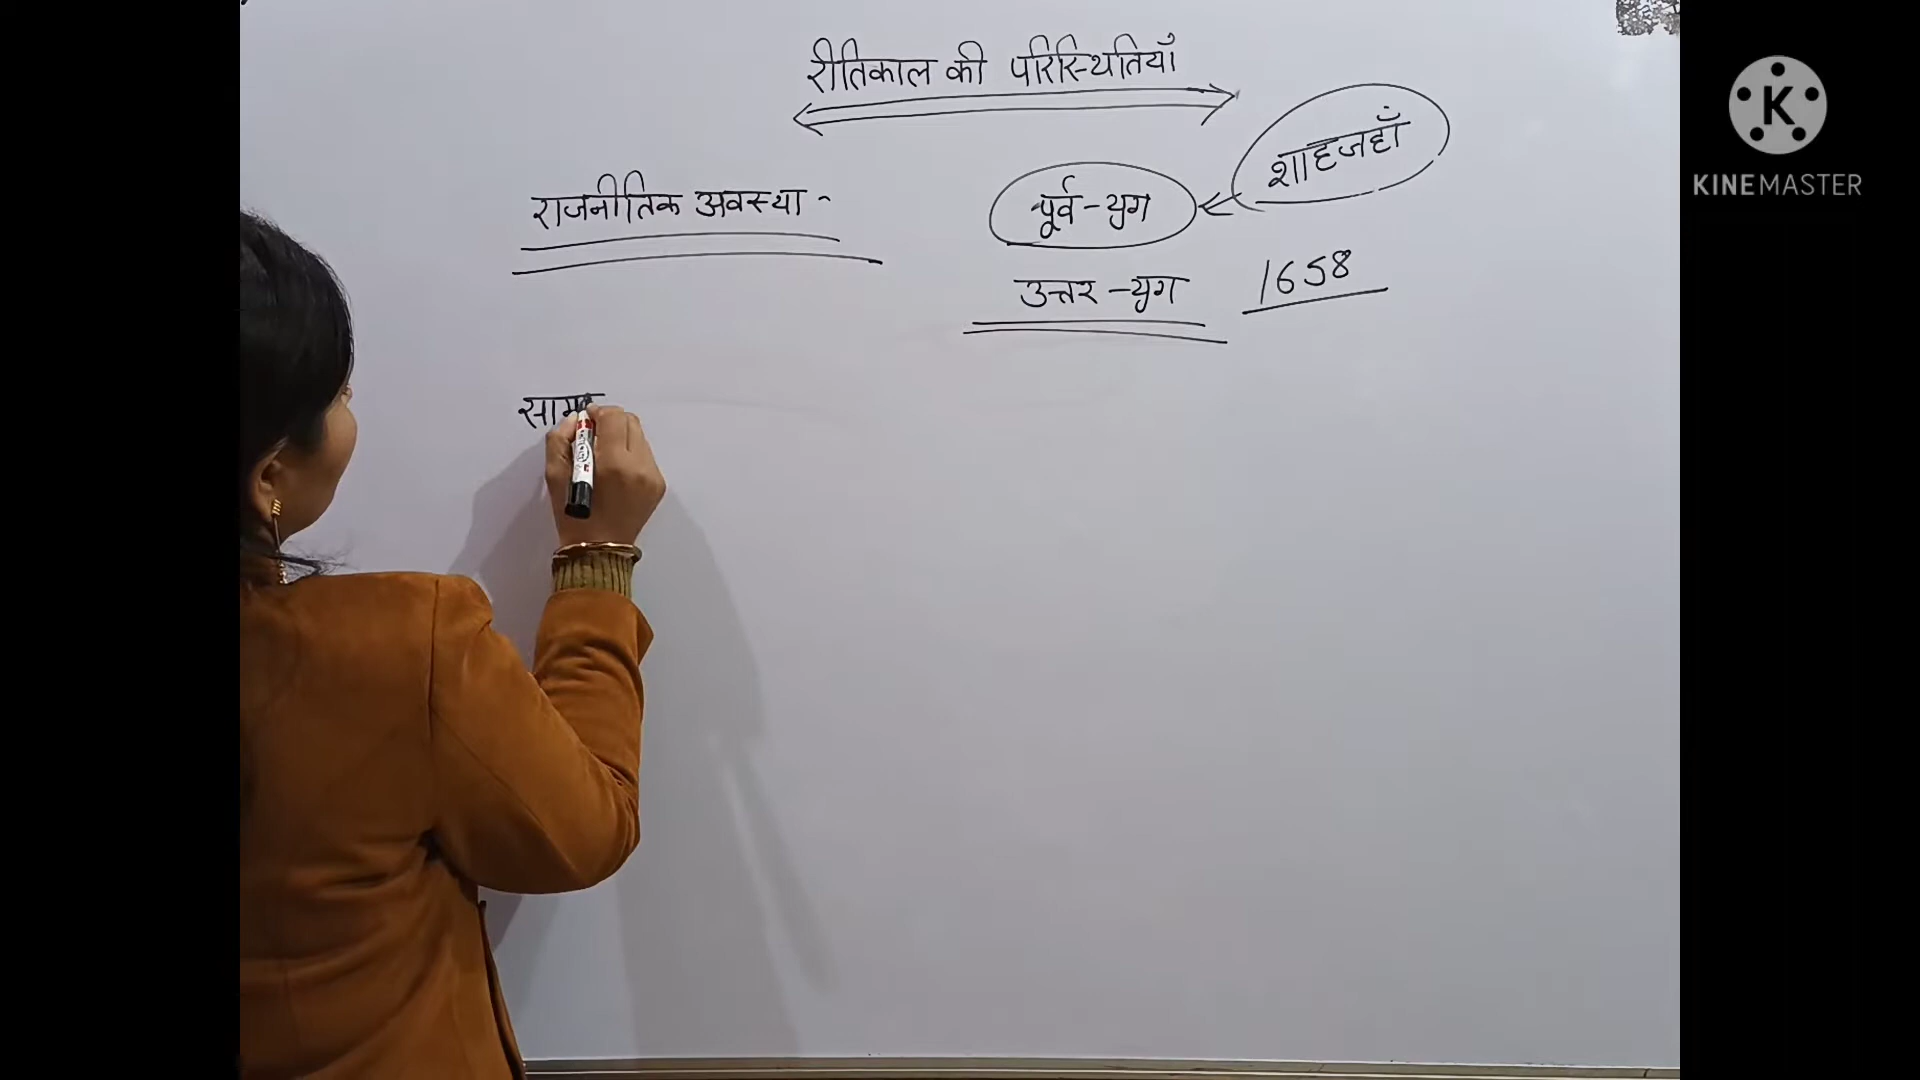 रीतिकाल की परिस्थितियाँ
शाहजहाँ
राजनीतिक अवस्था -
पूर्व - युग
उत्तर - युग 1658
K
KINEMASTER